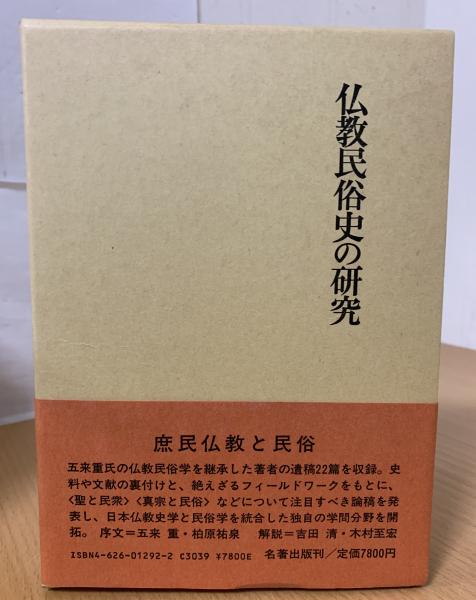 仏教民俗史の研究
庶民仏教と民俗
五来重氏の仏教民俗学を継承した著者の遺稿22篇を収録。史
料や文献の裏付けと、絶えざるフィールドワークをもとに、
〈聖と民衆〉〈真宗と民俗〉などについて注目すべき論稿を発
表し、日本仏教史学と民俗学を統合した独自の学問分野を開
拓。 序文＝五来 重・柏原祐泉 解説＝吉田 清・木村至宏
ISBN4-626-01292-2 C3039 ¥7800E 名著出版刊／定価7800円